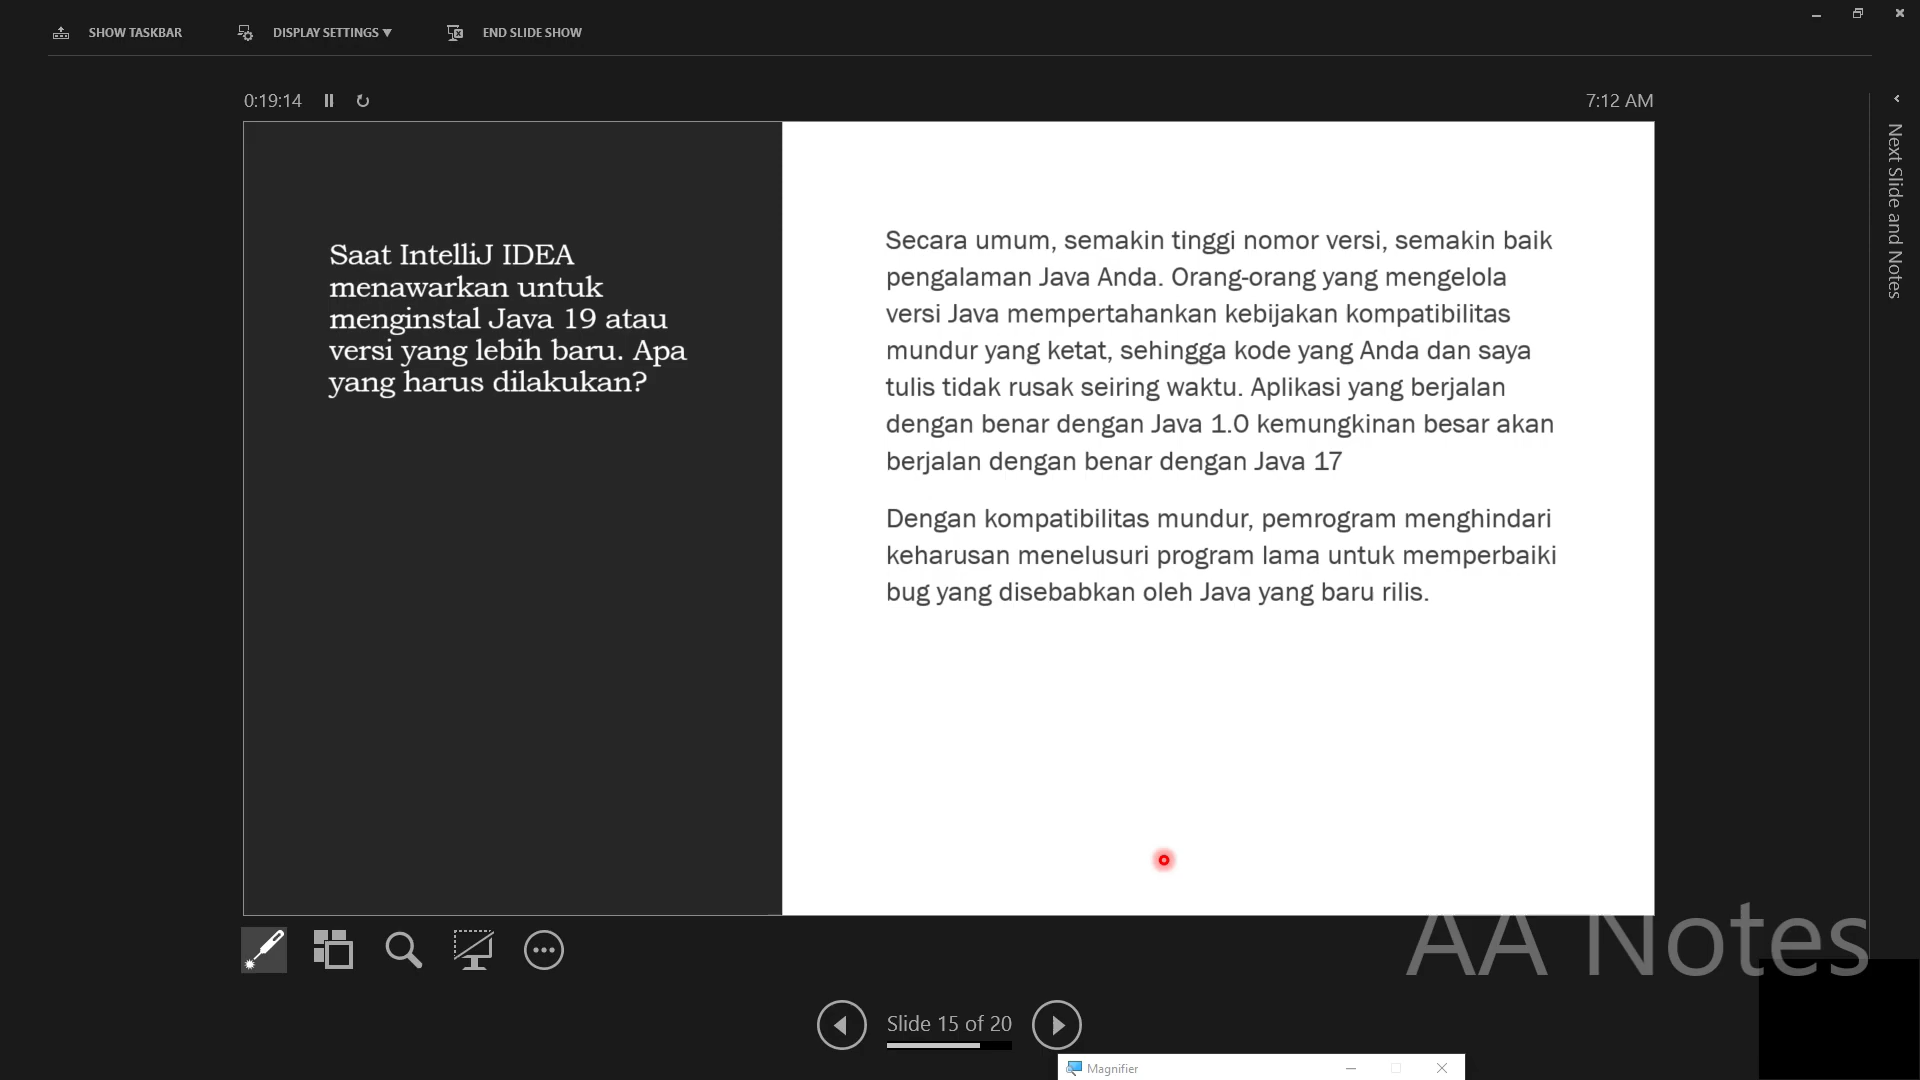 SHOW TASKBAR
DISPLAY SETTINGS ▼
END SLIDE SHOW
0:19:14
7:12 AM
Next Slide and Notes
Saat IntelliJ IDEA
menawarkan untuk
menginstal Java 19 atau
versi yang lebih baru. Apa
yang harus dilakukan?
Secara umum, semakin tinggi nomor versi, semakin baik
pengalaman Java Anda. Orang-orang yang mengelola
versi Java mempertahankan kebijakan kompatibilitas
mundur yang ketat, sehingga kode yang Anda dan saya
tulis tidak rusak seiring waktu. Aplikasi yang berjalan
dengan benar dengan Java 1.0 kemungkinan besar akan
berjalan dengan benar dengan Java 17
Dengan kompatibilitas mundur, pemrogram menghindari
keharusan menelusuri program lama untuk memperbaiki
bug yang disebabkan oleh Java yang baru rilis.
AA Notes
Slide 15 of 20
Magnifier